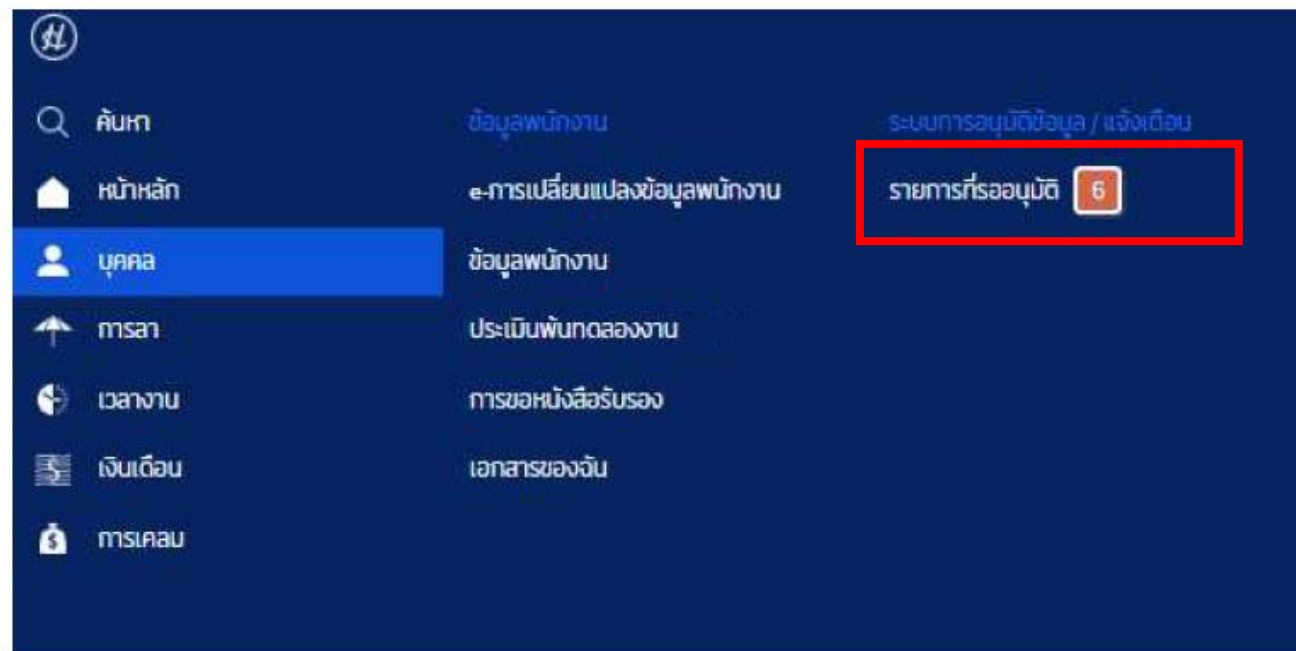 ค้นหา
หน้าหลัก
บุคคล
การลา
เวลางาน
เงินเดือน
การเคลม
ข้อมูลพนักงาน
e-การเปลี่ยนแปลงข้อมูลพนักงาน
ข้อมูลพนักงาน
ประเมินพ้นทดลองงาน
การขอหนังสือรับรอง
เอกสารของฉัน
ระบบการอนุมัติข้อมูล / แจ้งเตือน
รายการที่รออนุมัติ 6